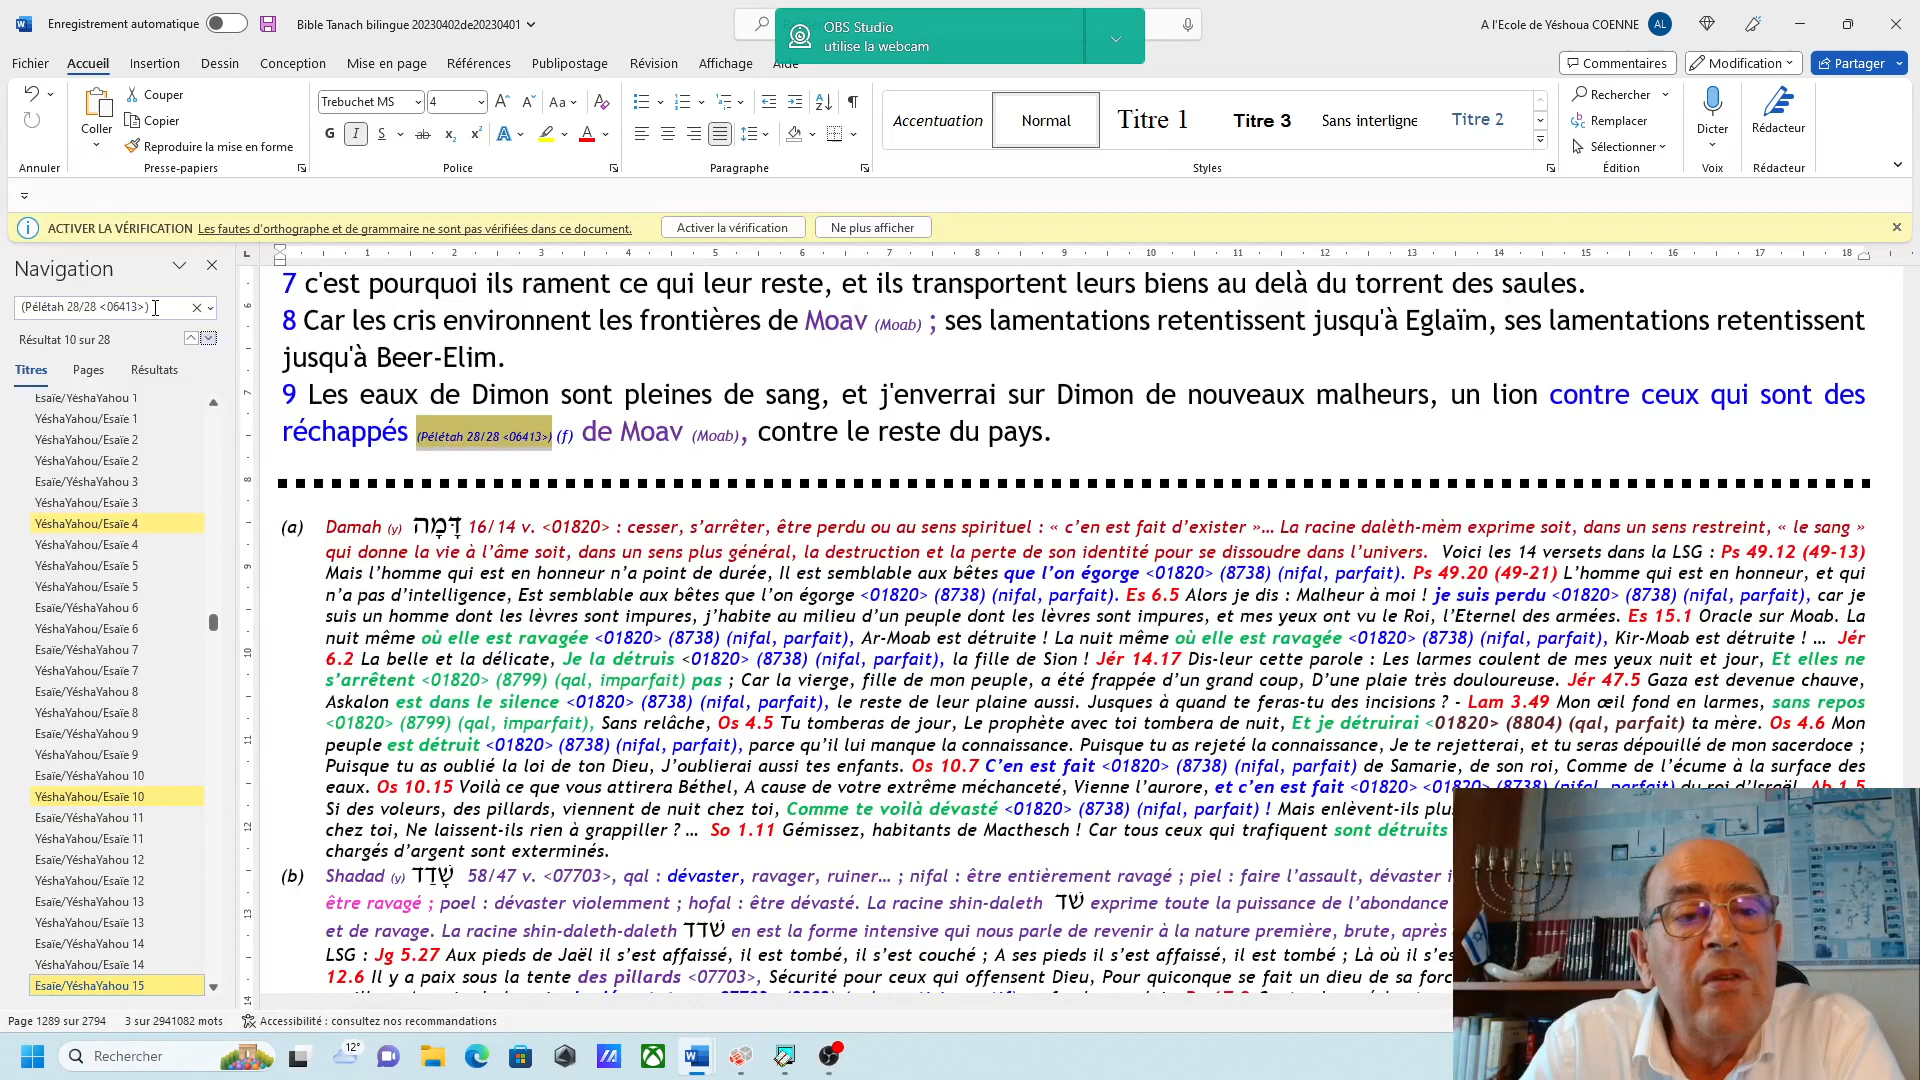 Enregistrement automatique
Bible Tanach bilingue 20230402de20230401
OBS Studio
utilise la webcam
A l'Ecole de Yéshoua COENNE
AL
Fichier Accueil Insertion Dessin Conception Mise en page Références Publipostage Révision Affichage Aide
Commentaires
Modification
Partager
Annuler
Coller
Couper
Copier
Reproduire la mise en forme
Presse-papiers
Trebuchet MS
4
Police
Paragraphe
Accentuation
Normal
Titre 1
Titre 3
Sans interligne
Titre 2
Styles
Rechercher
Remplacer
Sélectionner
Édition
Dicter
Voix
Rédacteur
Rédacteur
ACTIVER LA VÉRIFICATION Les fautes d'orthographe et de grammaire ne sont pas vérifiées dans ce document.
Activer la vérification
Ne plus afficher
Navigation
(Pélétah 28/28 <06413>)
Résultat 10 sur 28
Titres Pages Résultats
Esaïe/YéshaYahou 1
YéshaYahou/Esaïe 1
YéshaYahou/Esaïe 2
YéshaYahou/Esaïe 2
Esaïe/YéshaYahou 3
YéshaYahou/Esaïe 3
YéshaYahou/Esaïe 4
YéshaYahou/Esaïe 4
Esaïe/YéshaYahou 5
YéshaYahou/Esaïe 5
Esaïe/YéshaYahou 6
YéshaYahou/Esaïe 6
Esaïe/YéshaYahou 7
YéshaYahou/Esaïe 7
Esaïe/YéshaYahou 8
YéshaYahou/Esaïe 8
Esaïe/YéshaYahou 9
YéshaYahou/Esaïe 9
Esaïe/YéshaYahou 10
YéshaYahou/Esaïe 10
Esaïe/YéshaYahou 11
YéshaYahou/Esaïe 11
Esaïe/YéshaYahou 12
YéshaYahou/Esaïe 12
Esaïe/YéshaYahou 13
YéshaYahou/Esaïe 13
Esaïe/YéshaYahou 14
YéshaYahou/Esaïe 14
Esaïe/YéshaYahou 15
7 c'est pourquoi ils rament ce qui leur reste, et ils transportent leurs biens au delà du torrent des saules.
8 Car les cris environnent les frontières de Moav (Moab) ; ses lamentations retentissent jusqu'à Eglaïm, ses lamentations retentissent
jusqu'à Beer-Elim.
9 Les eaux de Dimon sont pleines de sang, et j'enverrai sur Dimon de nouveaux malheurs, un lion contre ceux qui sont des
réchappés (Pélétah 28/28 <06413>) (f) de Moav (Moab), contre le reste du pays.
(a) Damah (y) דָּמָה 16/14 v. <01820> : cesser, s’arrêter, être perdu ou au sens spirituel : « c’en est fait d’exister »… La racine dalèth-mèm exprime soit, dans un sens restreint, « le sang »
qui donne la vie à l’âme soit, dans un sens plus général, la destruction et la perte de son identité pour se dissoudre dans l’univers. Voici les 14 versets dans la LSG : Ps 49.12 (49-13)
Mais l’homme qui est en honneur n’a point de durée, Il est semblable aux bêtes que l’on égorge <01820> (8738) (nifal, parfait). Ps 49.20 (49-21) L’homme qui est en honneur, et qui
n’a pas d’intelligence, Est semblable aux bêtes que l’on égorge <01820> (8738) (nifal, parfait). Es 6.5 Alors je dis : Malheur à moi ! je suis perdu <01820> (8738) (nifal, parfait), car je
suis un homme dont les lèvres sont impures, j’habite au milieu d’un peuple dont les lèvres sont impures, et mes yeux ont vu le Roi, l’Eternel des armées. Es 15.1 Oracle sur Moab. La
nuit même où elle est ravagée <01820> (8738) (nifal, parfait), Ar-Moab est détruite ! La nuit même où elle est ravagée <01820> (8738) (nifal, parfait), Kir-Moab est détruite ! … Jér
6.2 La belle et la délicate, Je la détruis <01820> (8738) (nifal, parfait), la fille de Sion ! Jér 14.17 Dis-leur cette parole : Les larmes coulent de mes yeux nuit et jour, Et elles ne
s’arrêtent <01820> (8799) (qal, imparfait) pas ; Car la vierge, fille de mon peuple, a été frappée d’un grand coup, D’une plaie très douloureuse. Jér 47.5 Gaza est devenue chauve,
Askalon est dans le silence <01820> (8738) (nifal, parfait), le reste de leur plaine aussi. Jusques à quand te feras-tu des incisions ? - Lam 3.49 Mon œil fond en larmes, sans repos
<01820> (8799) (qal, imparfait), Sans relâche, Os 4.5 Tu tomberas de jour, Le prophète avec toi tombera de nuit, Et je détruirai <01820> (8804) (qal, parfait) ta mère. Os 4.6 Mon
peuple est détruit <01820> (8738) (nifal, parfait), parce qu’il lui manque la connaissance. Puisque tu as rejeté la connaissance, Je te rejetterai, et tu seras dépouillé de mon sacerdoce ;
Puisque tu as oublié la loi de ton Dieu, J’oublierai aussi tes enfants. Os 10.7 C’en est fait <01820> (8738) (nifal, parfait) de Samarie, de son roi, Comme de l’écume à la surface des
eaux. Os 10.15 Voilà ce que vous attirera Béthel, A cause de votre extrême méchanceté, Vienne l’aurore, et c’en est fait <01820> <01820> (8738) (nifal, parfait) du roi d’Israël. Ab 1.5
Si des voleurs, des pillards, viennent de nuit chez toi, Comme te voilà dévasté <01820> (8738) (nifal, parfait) ! Mais enlèvent-ils
chez toi, Ne laissent-ils rien à grappiller ? … So 1.11 Gémissez, habitants de Macthesch ! Car tous ceux qui trafiquent sont détruits
chargés d’argent sont exterminés.
(b) Shadad (y) שָׁדַד 58/47 v. <07703>, qal : dévaster, ravager, ruiner… ; nifal : être entièrement ravagé ; piel : faire l’assaut, dévaster
être ravagé ; poel : dévaster violemment ; hofal : être dévasté. La racine shin-daleth שׁד exprime toute la puissance de l’abondance
et de ravage. La racine shin-daleth-daleth שׁדד en est la forme intensive qui nous parle de revenir à la nature première, brute, après
LSG : Jg 5.27 Aux pieds de Jaël il s’est affaissé, il est tombé, il s’est couché ; A ses pieds il s’est affaissé, il est tombé ; Là où il s’es
12.6 Il y a paix sous la tente des pillards <07703>, Sécurité pour ceux qui offensent Dieu, Pour quiconque se fait un dieu de sa forc
Page 1289 sur 2794 3 sur 2941082 mots Accessibilité : consultez nos recommandations
Rechercher
12°